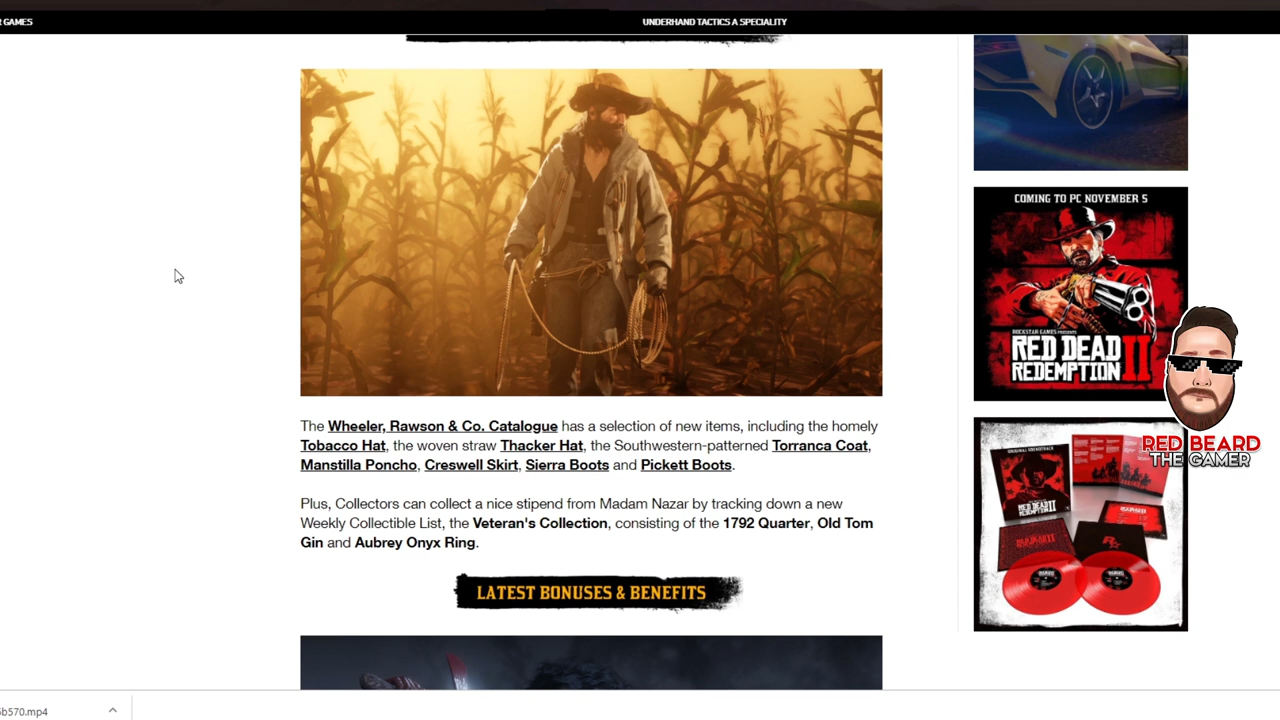 R GAMES
UNDERHAND TACTICS A SPECIALITY
The Wheeler, Rawson & Co. Catalogue has a selection of new items, including the homely
Tobacco Hat, the woven straw Thacker Hat, the Southwestern-patterned Torranca Coat,
Manstilla Poncho, Creswell Skirt, Sierra Boots and Pickett Boots.
Plus, Collectors can collect a nice stipend from Madam Nazar by tracking down a new
Weekly Collectible List, the Veteran's Collection, consisting of the 1792 Quarter, Old Tom
Gin and Aubrey Onyx Ring.
LATEST BONUSES & BENEFITS
COMING TO PC NOVEMBER 5
ROCKSTAR GAMES PRESENTS
RED DEAD
REDEMPTION II
RED BEARD
THE GAMER
6b570.mp4